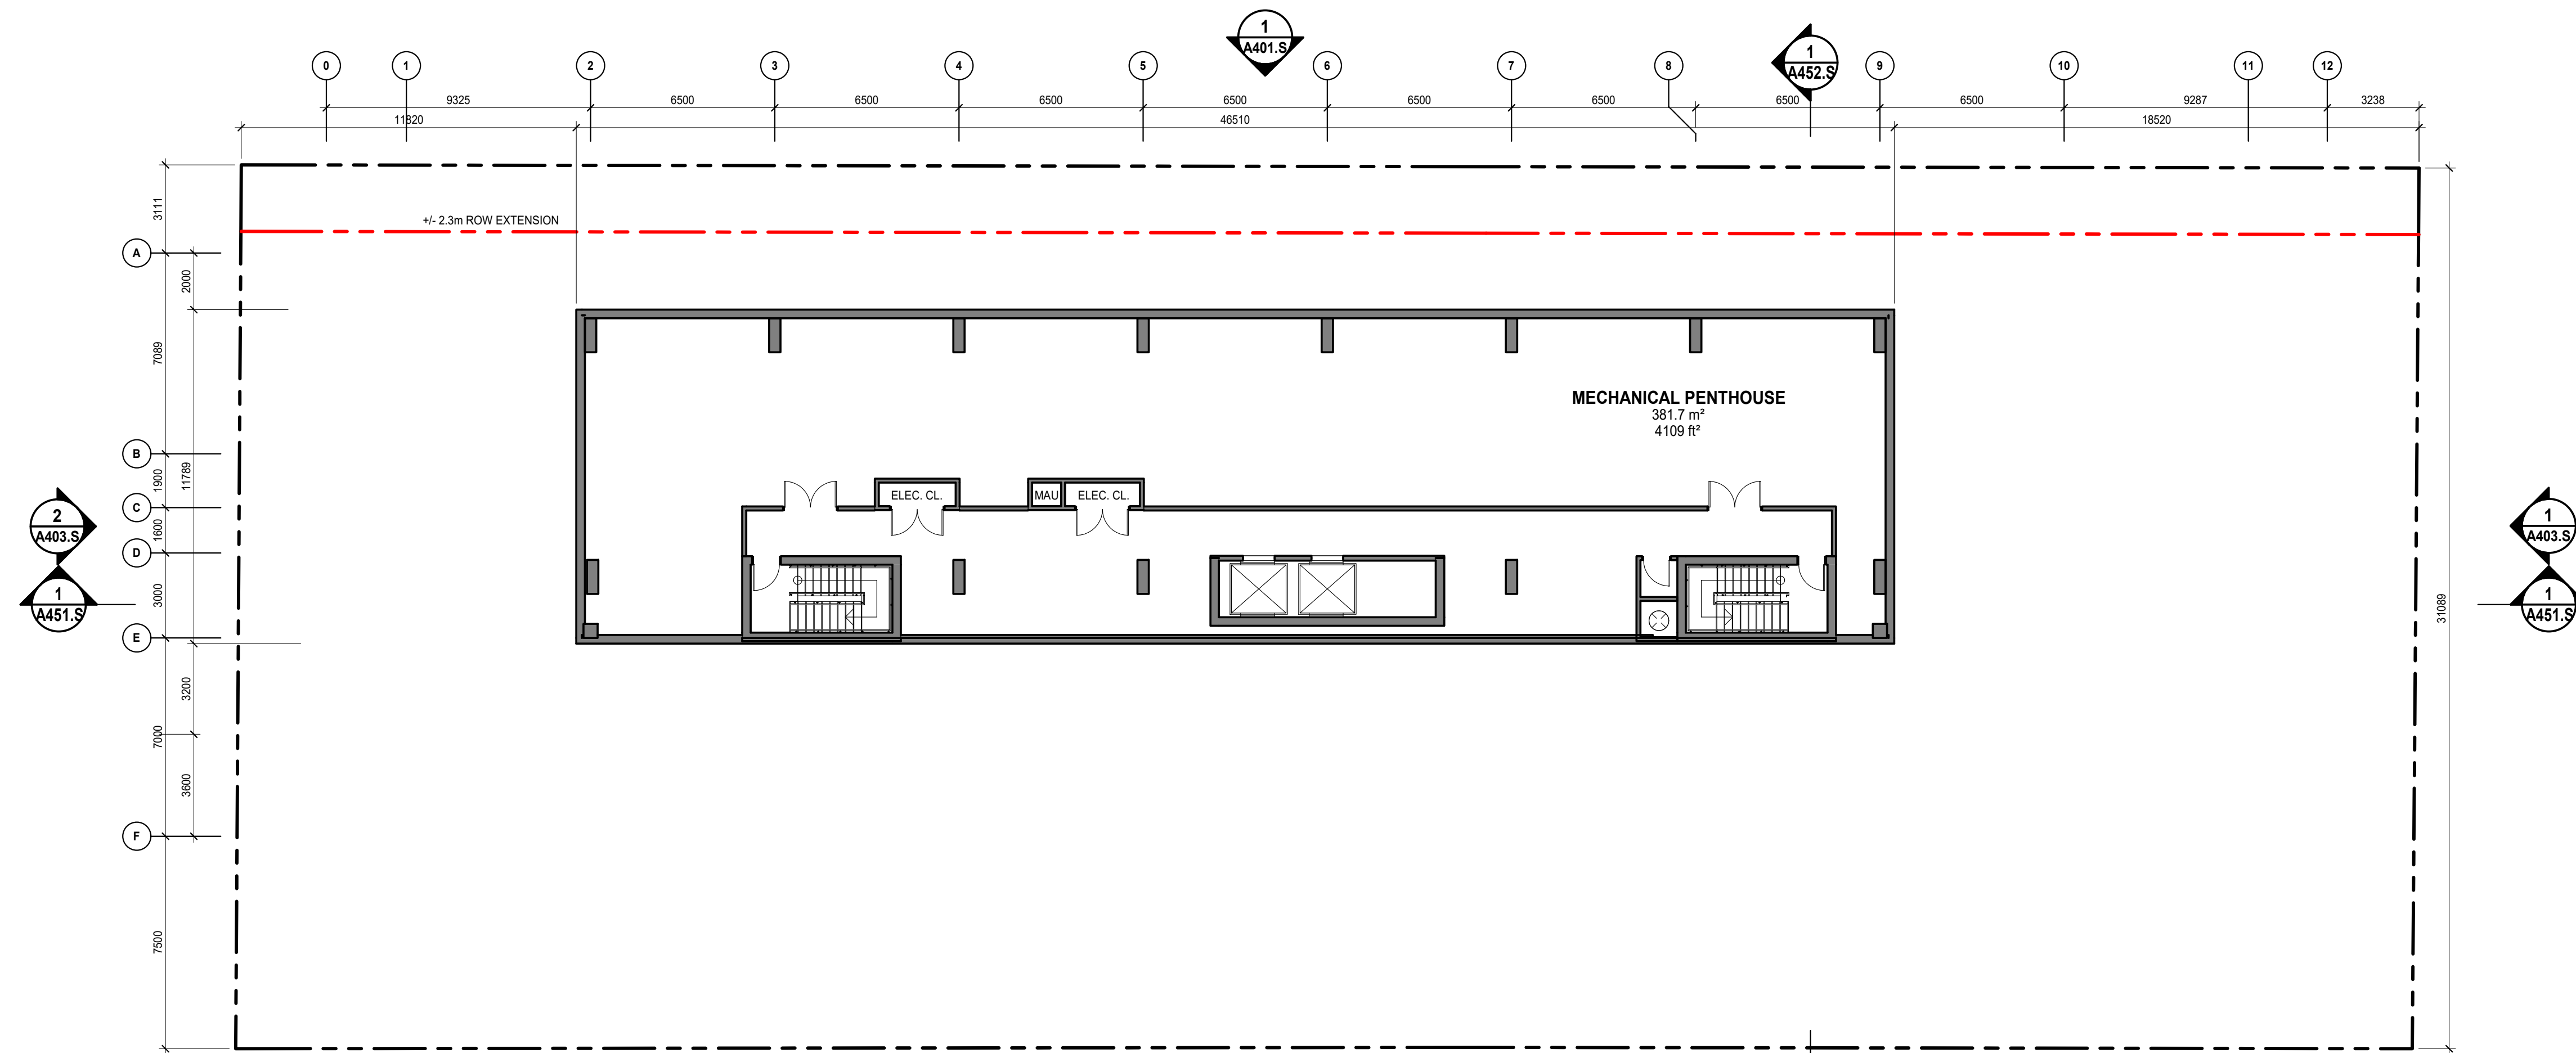 1
A401.S
1
A452.S
0
1
2
3
4
5
6
7
8
9
10
11
12
9325
6500
6500
6500
6500
6500
6500
6500
6500
9287
3238
11820
46510
18520
+/- 2.3m ROW EXTENSION
A
B
C
D
E
F
3111
7089
1900
1600
3000
7000
7500
2000
11789
3200
3600
31089
MECHANICAL PENTHOUSE
381.7 m²
4109 ft²
ELEC. CL.
MAU
ELEC. CL.
2
A403.S
1
A451.S
1
A403.S
1
A451.S